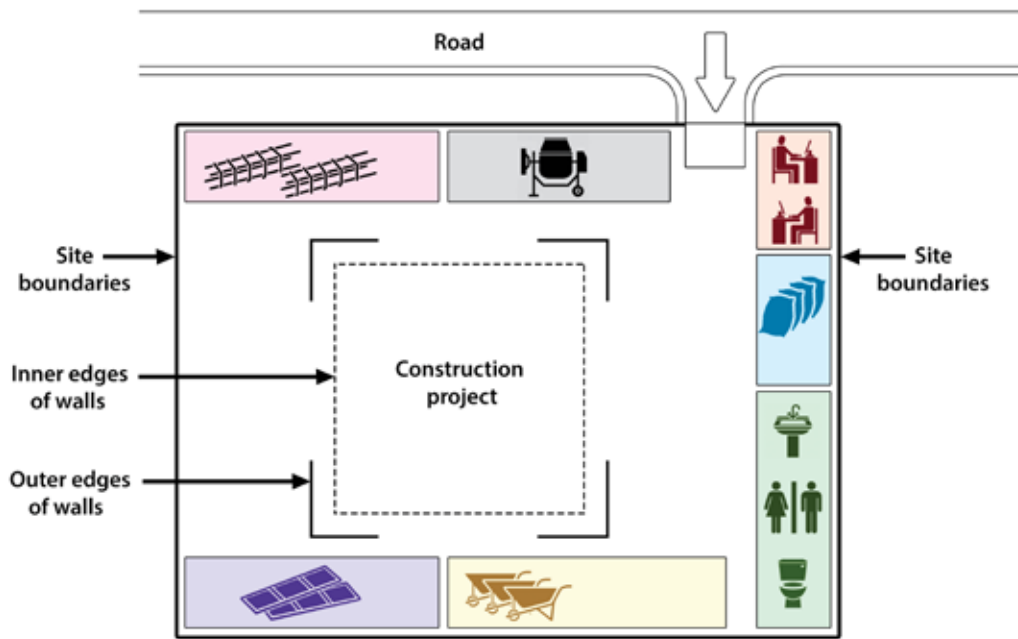 Road
Site
boundaries
Site
boundaries
Inner edges
of walls
Construction
project
Outer edges
of walls